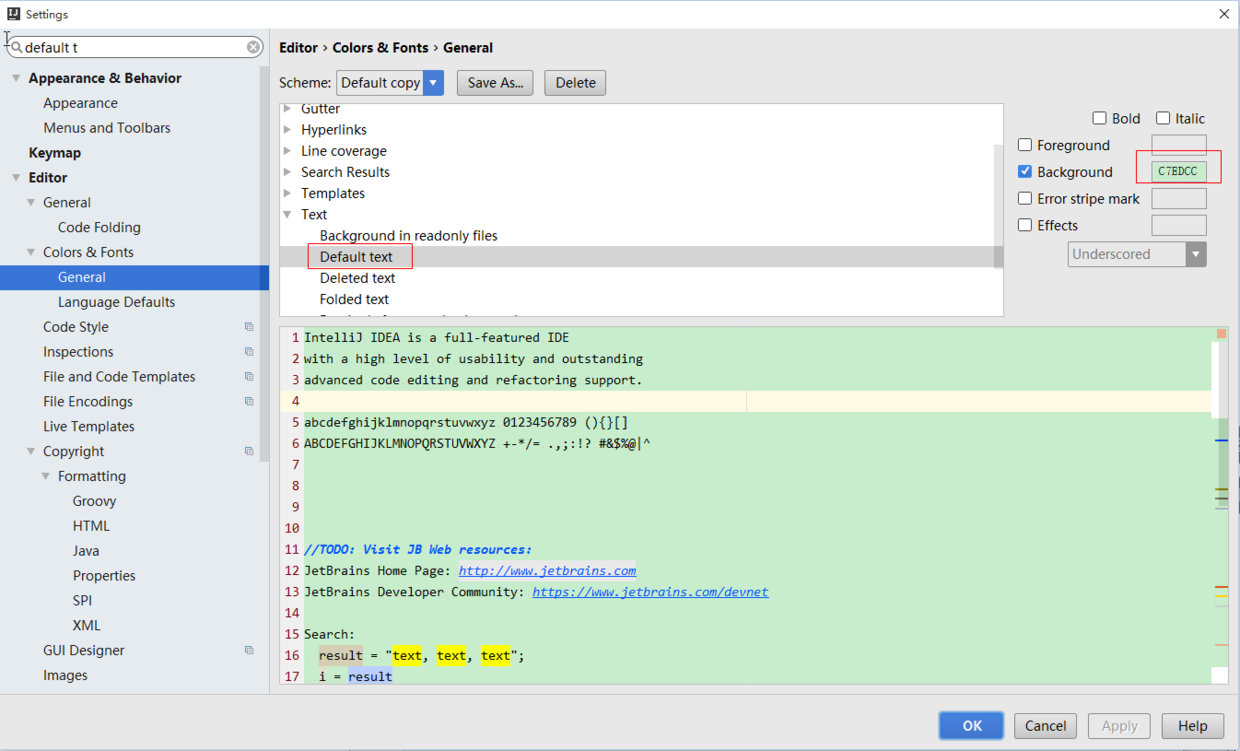 Settings
default t
Appearance & Behavior
Appearance
Menus and Toolbars
Keymap
Editor
General
Code Folding
Colors & Fonts
General
Language Defaults
Code Style
Inspections
File and Code Templates
File Encodings
Live Templates
Copyright
Formatting
Groovy
HTML
Java
Properties
SPI
XML
GUI Designer
Images
Editor › Colors & Fonts › General
Scheme: Default copy Save As... Delete
Gutter
Hyperlinks
Line coverage
Search Results
Templates
Text
Background in readonly files
Default text
Deleted text
Folded text
Bold Italic
Foreground
Background C7EDCC
Error stripe mark
Effects
Underscored
1 IntelliJ IDEA is a full-featured IDE
2 with a high level of usability and outstanding
3 advanced code editing and refactoring support.
4
5 abcdefghijklmnopqrstuvwxyz 0123456789 (){}[]
6 ABCDEFGHIJKLMNOPQRSTUVWXYZ +-*/= .,;:!? #&$%@|^
7
8
9
10
11 //TODO: Visit JB Web resources:
12 JetBrains Home Page: http://www.jetbrains.com
13 JetBrains Developer Community: https://www.jetbrains.com/devnet
14
15 Search:
16 result = "text, text, text";
17 i = result
OK Cancel Apply Help